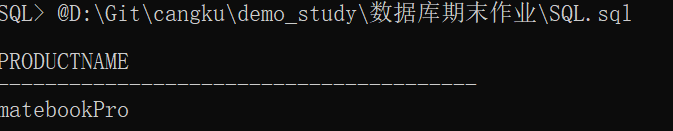 SQL> @D:\Git\cangku\demo_study\数据库期末作业\SQL.sql
PRODUCTNAME
----------------------------------------
matebookPro